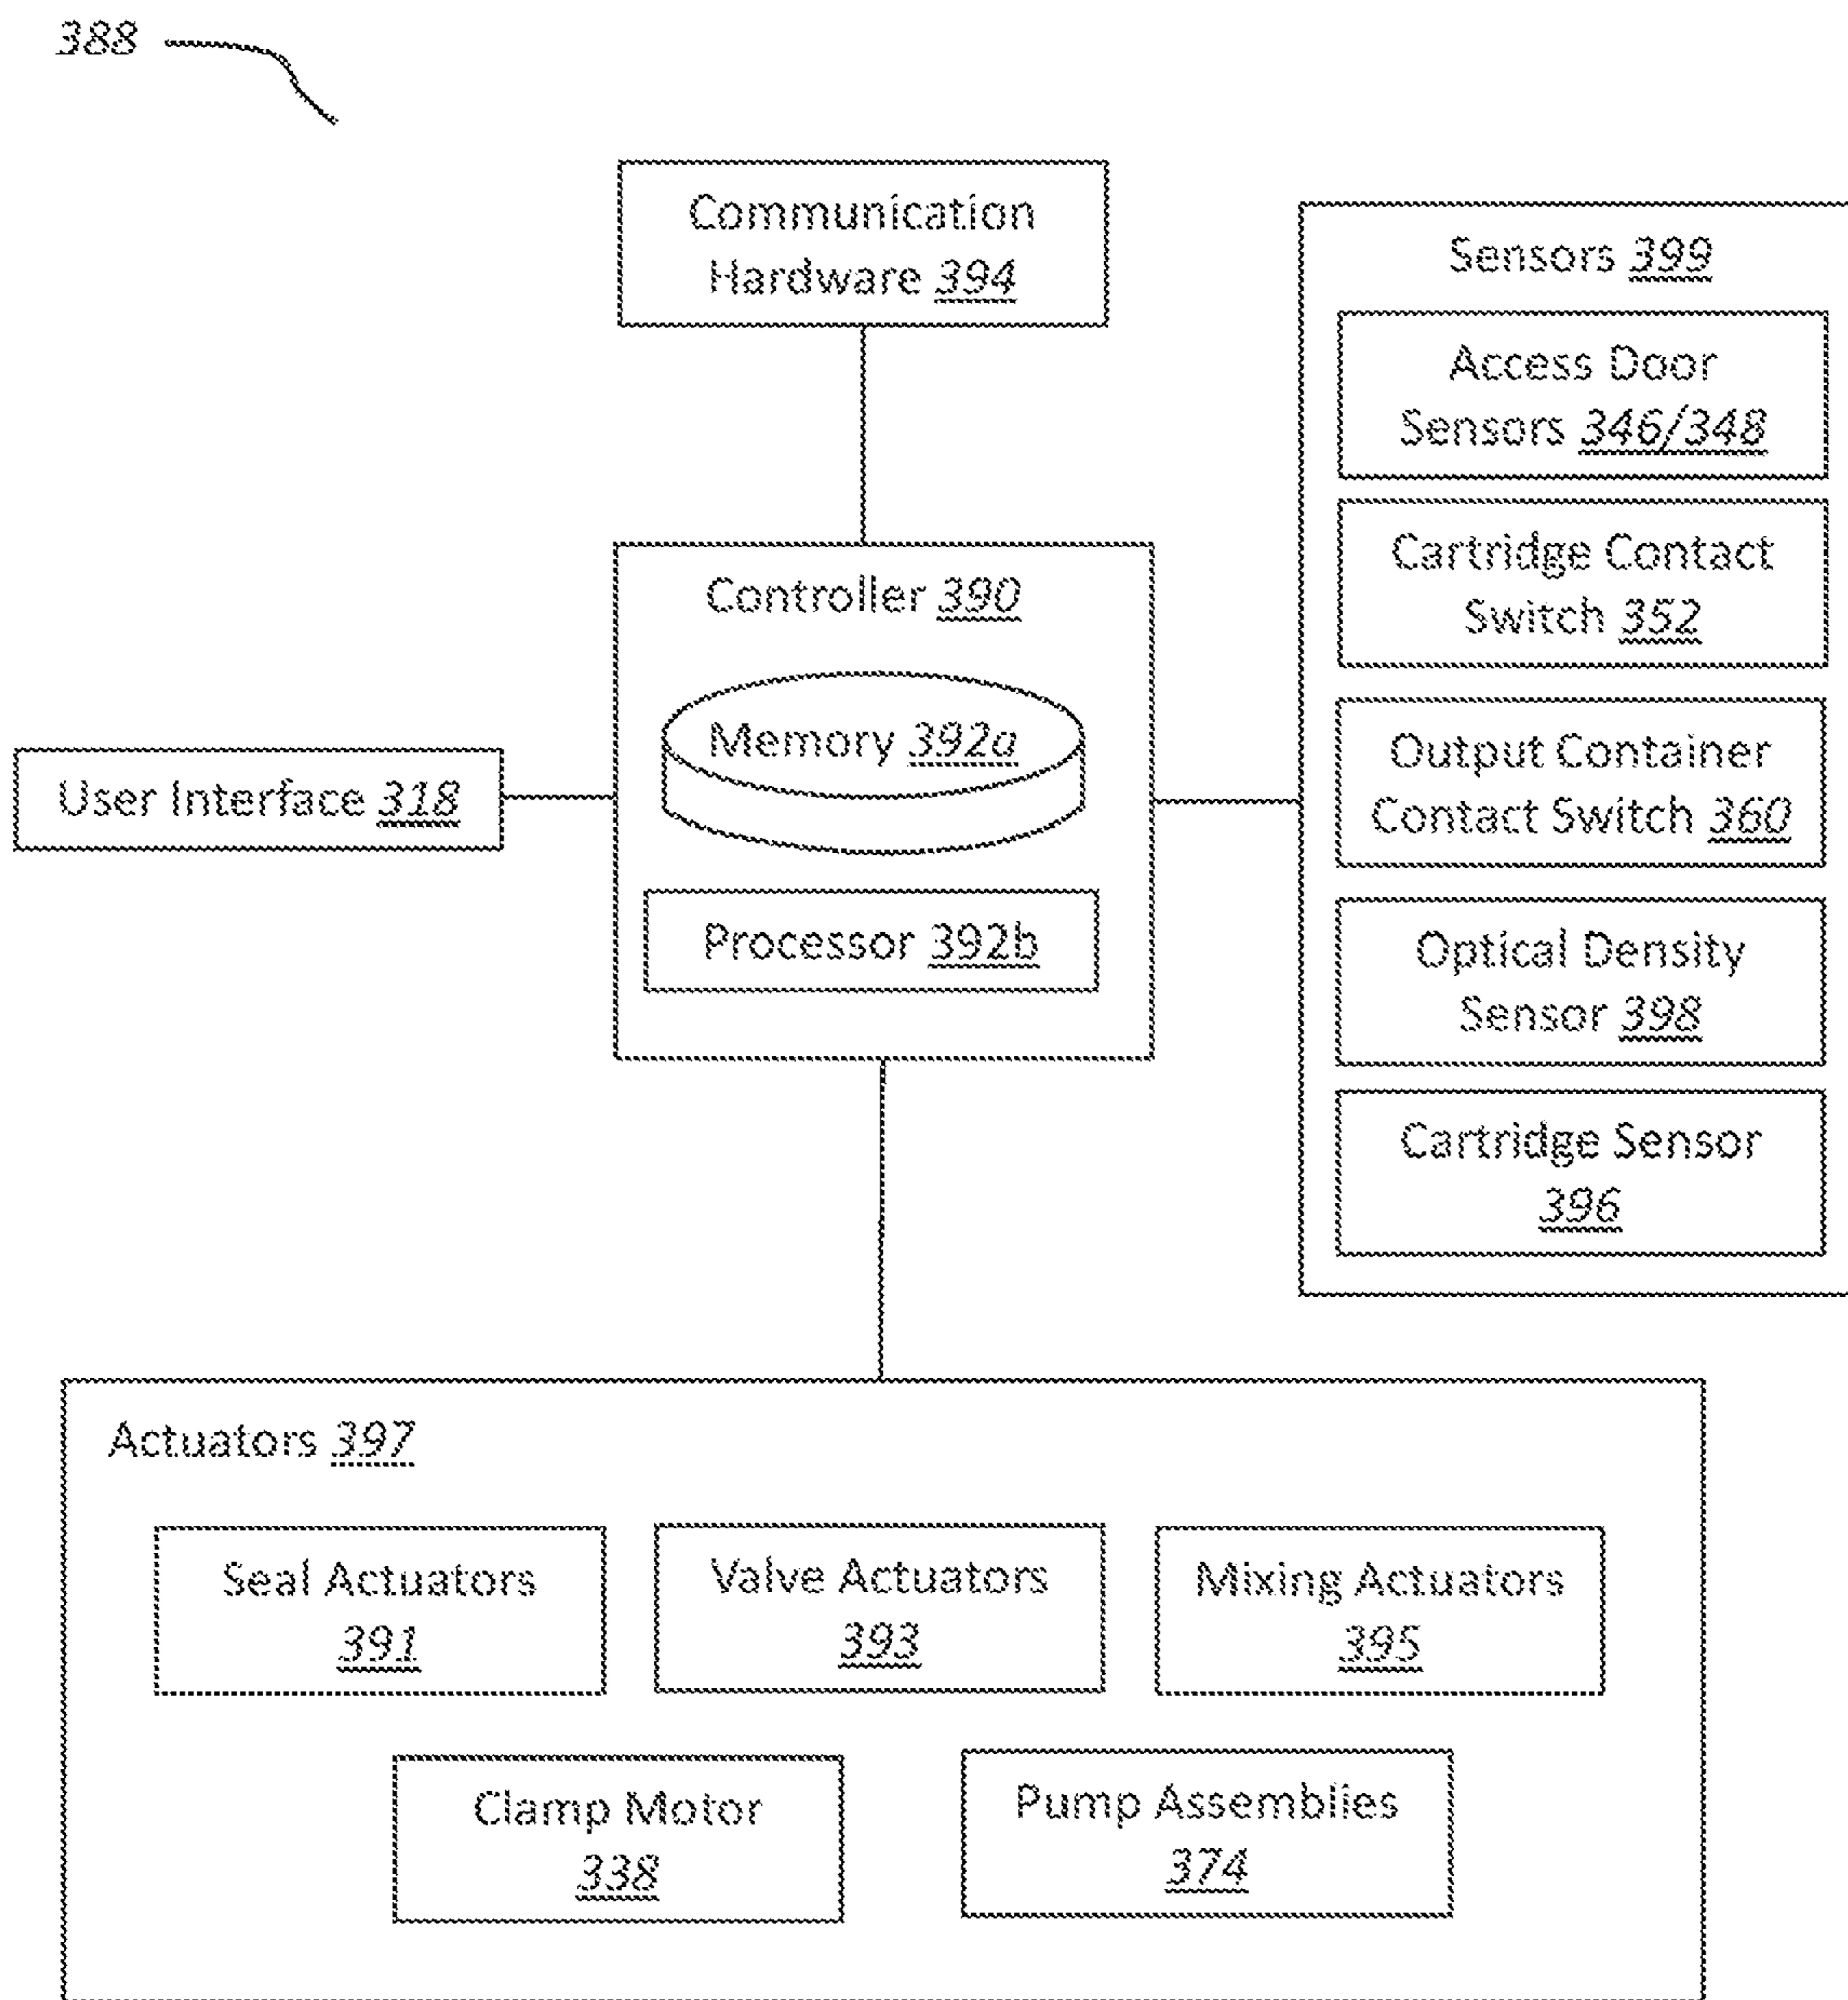 388
Communication
Hardware 394
Sensors 399
Access Door
Sensors 346/348
Cartridge Contact
Switch 352
Output Container
Contact Switch 360
Optical Density
Sensor 398
Cartridge Sensor
396
Controller 390
Memory 392a
Processor 392b
User Interface 318
Actuators 397
Seal Actuators
391
Valve Actuators
393
Mixing Actuators
395
Clamp Motor
338
Pump Assemblies
374